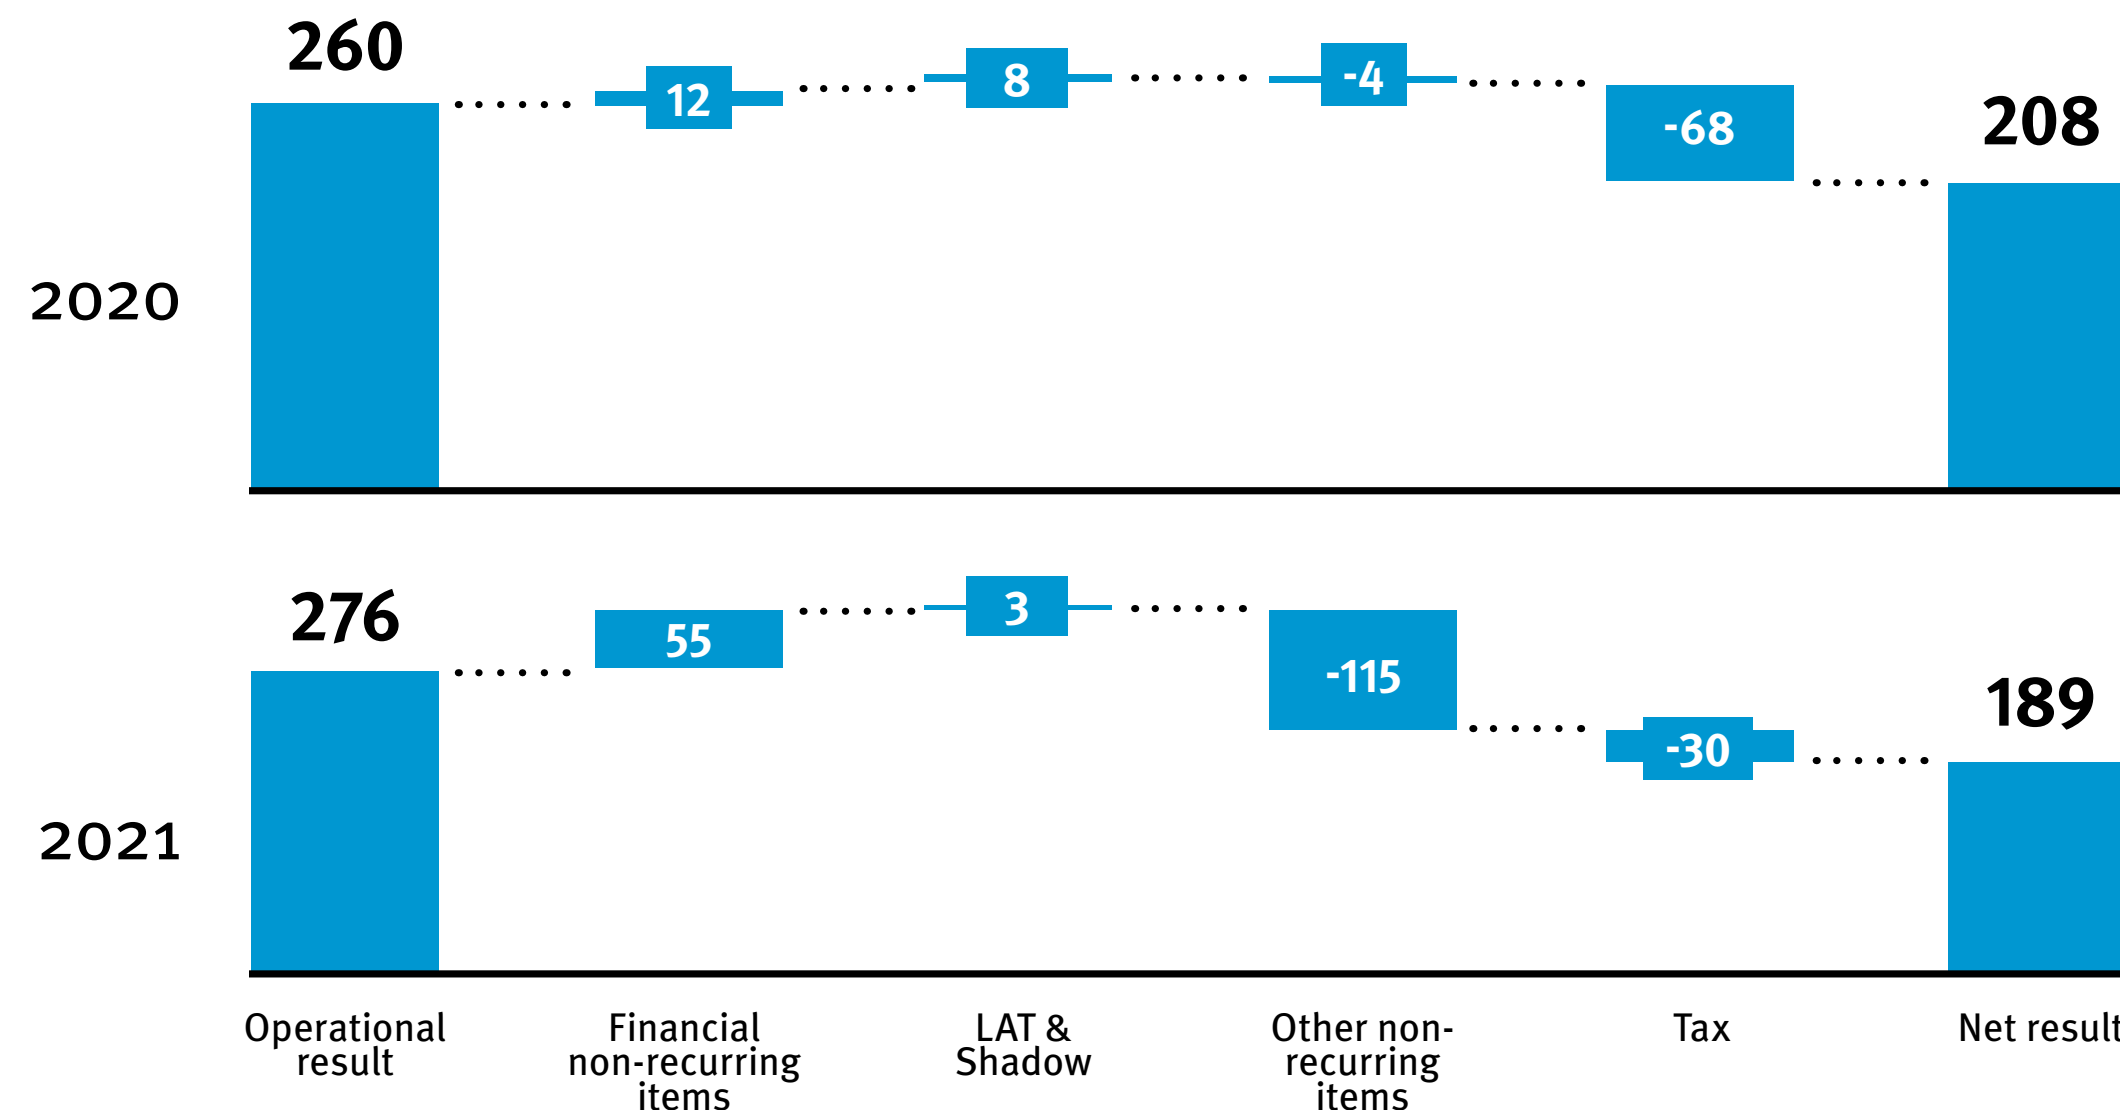 260
12
8
-4
-68
208
2020
276
55
3
-115
-30
189
2021
Operational
result
Financial
non-recurring
items
LAT &
Shadow
Other non-
recurring
items
Tax
Net result